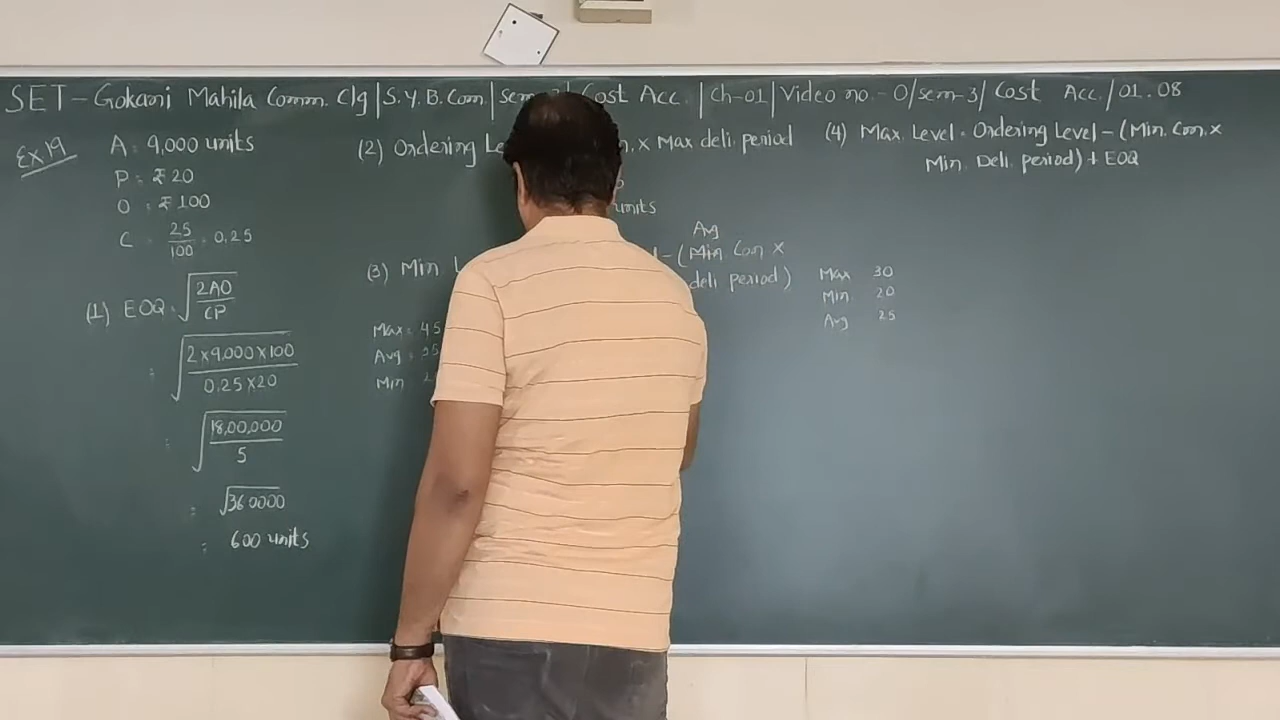 SET - Gokani Mahila Comm. Clg | S.Y. B.Com. | sem-3 | Cost Acc. | Ch-01 | Video no. - 0/sem-3/ Cost Acc. / 01.08
Ex 19
A = 9,000 units
P = ₹ 20
O = ₹ 100
C = 25/100 = 0.25
(1) EOQ = √2AO/CP
= √2 x 9,000 x 100/0.25 x 20
= √18,00,000/5
= √360000
= 600 units
(2) Ordering x Max deli. period
units
(3) Min.
Avg
- (Min Con x
deli. period)
Max = 45
Avg =
Min
(4) Max. Level = Ordering Level - (Min. Con. x
Min. Deli. period) + EOQ
Max 30
Min 20
Avg 25